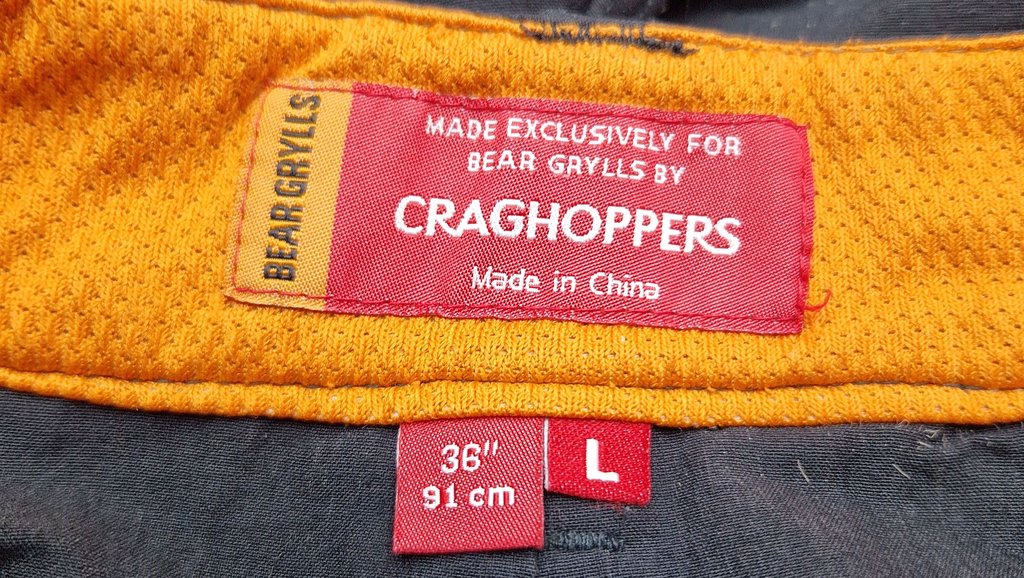 BEAR GRYLLS
MADE EXCLUSIVELY FOR
BEAR GRYLLS BY
CRAGHOPPERS
Made in China
36"
91 cm
L